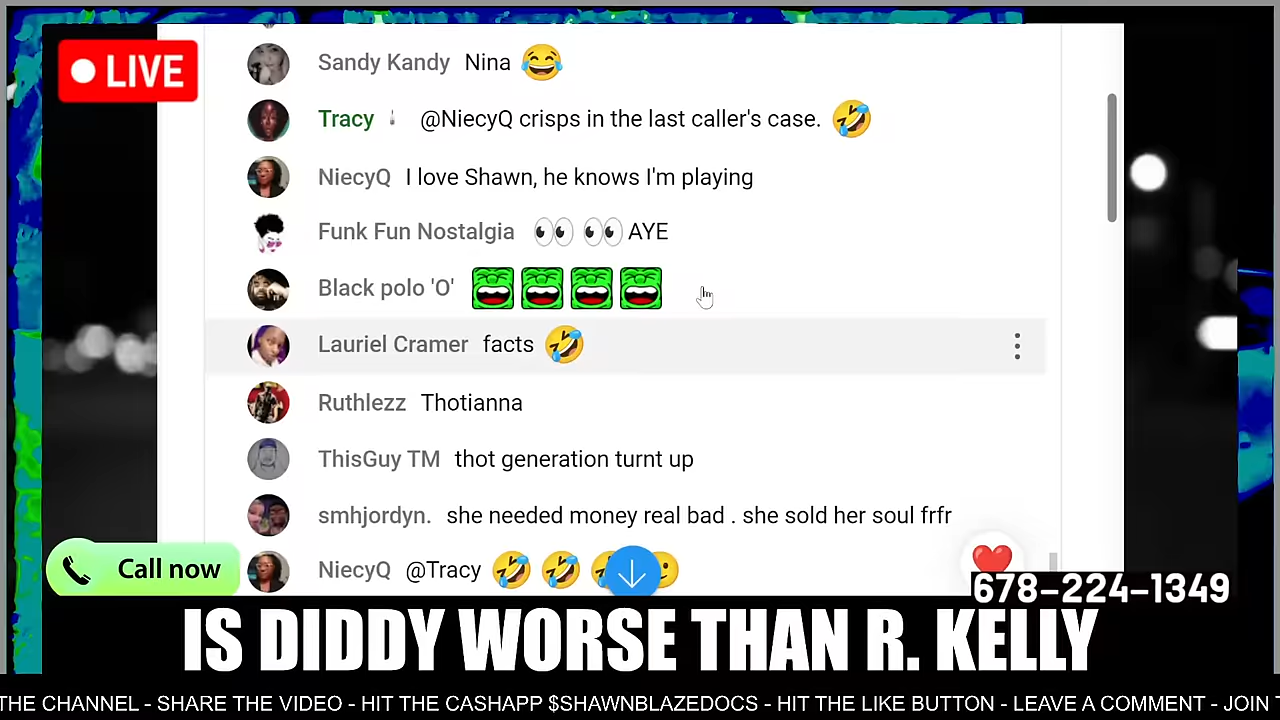 LIVE
Sandy Kandy Nina 😂
Tracy @NiecyQ crisps in the last caller's case. 🤣
NiecyQ I love Shawn, he knows I'm playing
Funk Fun Nostalgia 👀 👀 AYE
Black polo 'O'
Lauriel Cramer facts 🤣
Ruthlezz Thotianna
ThisGuy TM thot generation turnt up
smhjordyn. she needed money real bad . she sold her soul frfr
NiecyQ @Tracy 🤣 🤣
Call now
678-224-1349
IS DIDDY WORSE THAN R. KELLY
THE CHANNEL - SHARE THE VIDEO - HIT THE CASHAPP $SHAWNBLAZEDOCS - HIT THE LIKE BUTTON - LEAVE A COMMENT - JOIN